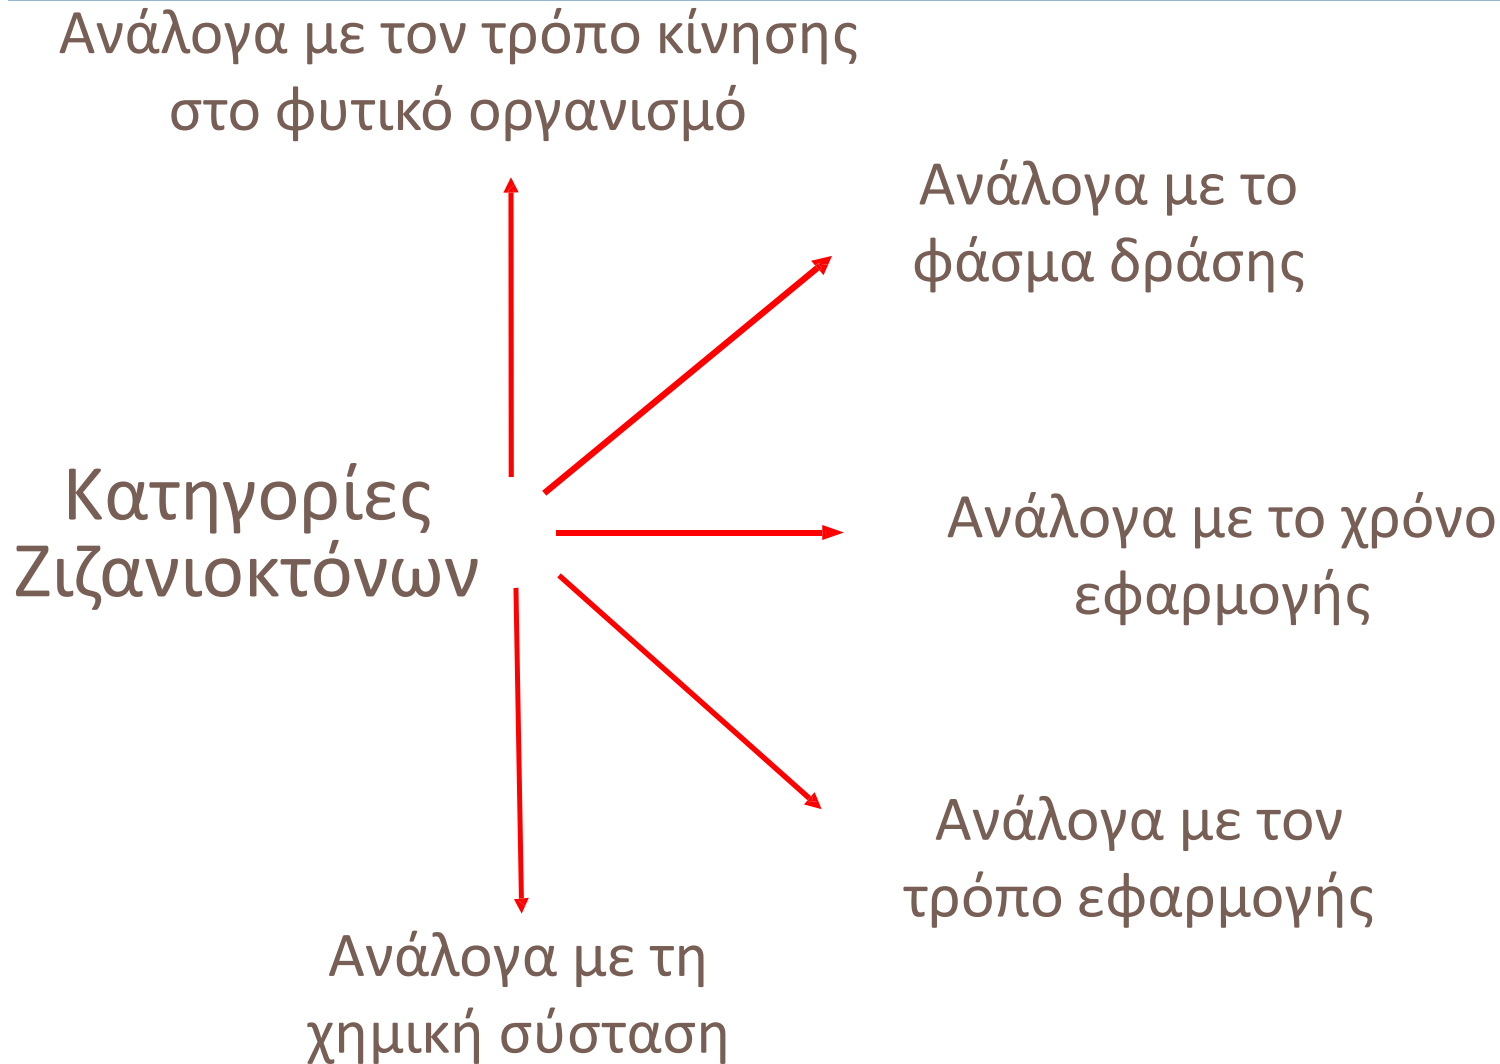 Ανάλογα με τον τρόπο κίνησης
στο φυτικό οργανισμό
Ανάλογα με το
φάσμα δράσης
Κατηγορίες
Ζιζανιοκτόνων
Ανάλογα με το χρόνο
εφαρμογής
Ανάλογα με τον
τρόπο εφαρμογής
Ανάλογα με τη
χημική σύσταση